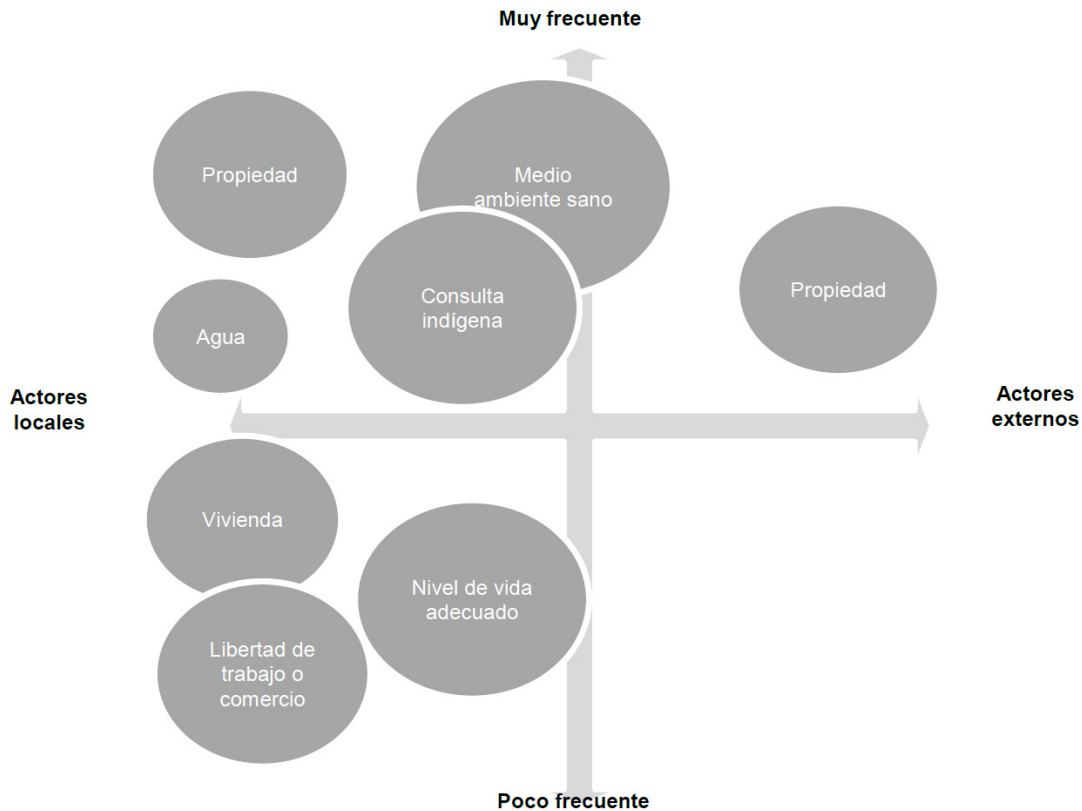 Muy frecuente
Propiedad
Medio
ambiente sano
Propiedad
Consulta
indígena
Agua
Actores
locales
Actores
externos
Vivienda
Nivel de vida
adecuado
Libertad de
trabajo o
comercio
Poco frecuente